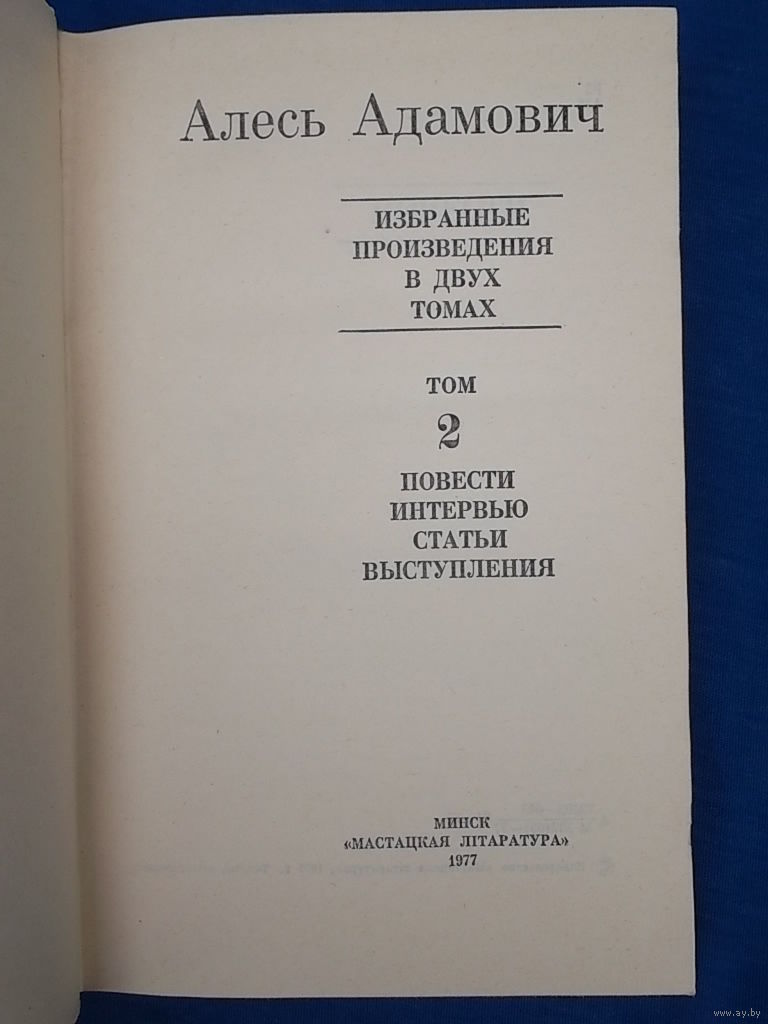 Алесь Адамович
ИЗБРАННЫЕ
ПРОИЗВЕДЕНИЯ
В ДВУХ
ТОМАХ
ТОМ
2
ПОВЕСТИ
ИНТЕРВЬЮ
СТАТЬИ
ВЫСТУПЛЕНИЯ
МИНСК
«МАСТАЦКАЯ ЛІТАРАТУРА»
1977
www.ay.by